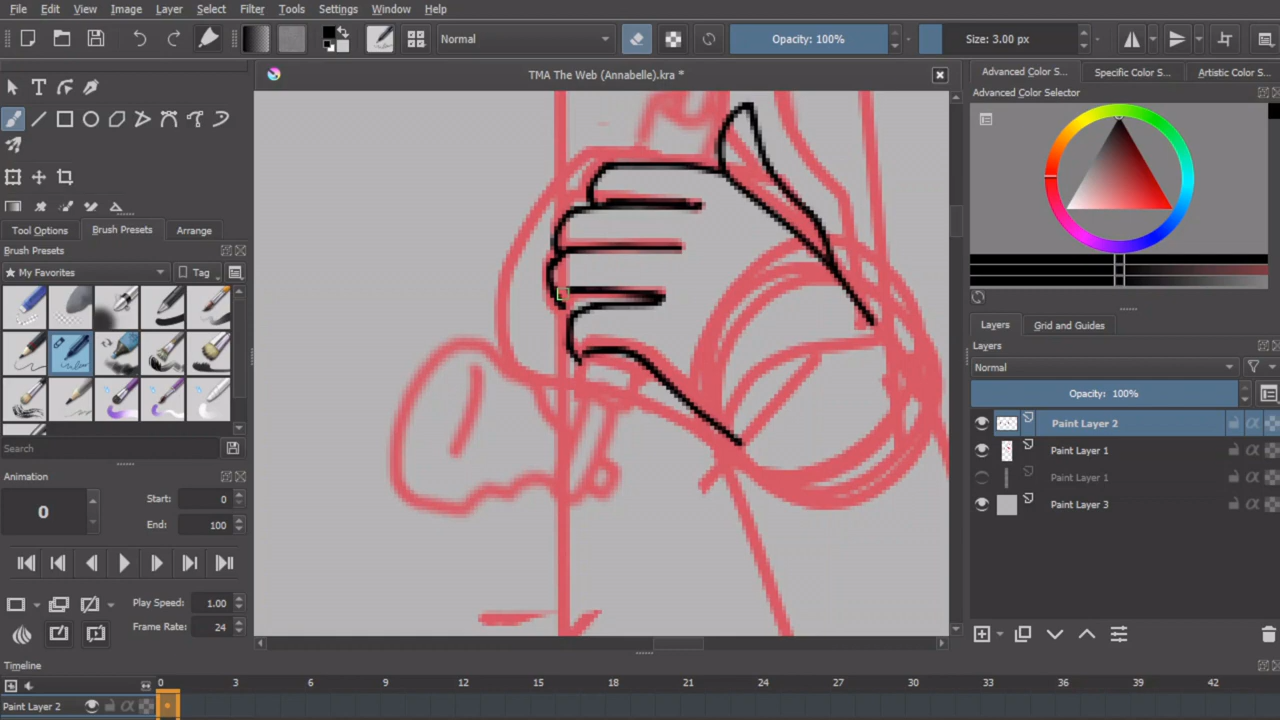 File Edit View Image Layer Select Filter Tools Settings Window Help
Normal Opacity: 100% Size: 3.00 px
TMA The Web (Annabelle).kra *
Advanced Color S... Specific Color S... Artistic Color S...
Advanced Color Selector
Tool Options Brush Presets Arrange
Brush Presets
My Favorites Tag
Search
Animation
0
Start: 0
End: 100
Play Speed: 1.00
Frame Rate: 24
Layers Grid and Guides
Layers
Normal
Opacity: 100%
Paint Layer 2
Paint Layer 1
Paint Layer 1
Paint Layer 3
Timeline
0 3 6 9 12 15 18 21 24 27 30 33 36 39 42
Paint Layer 2